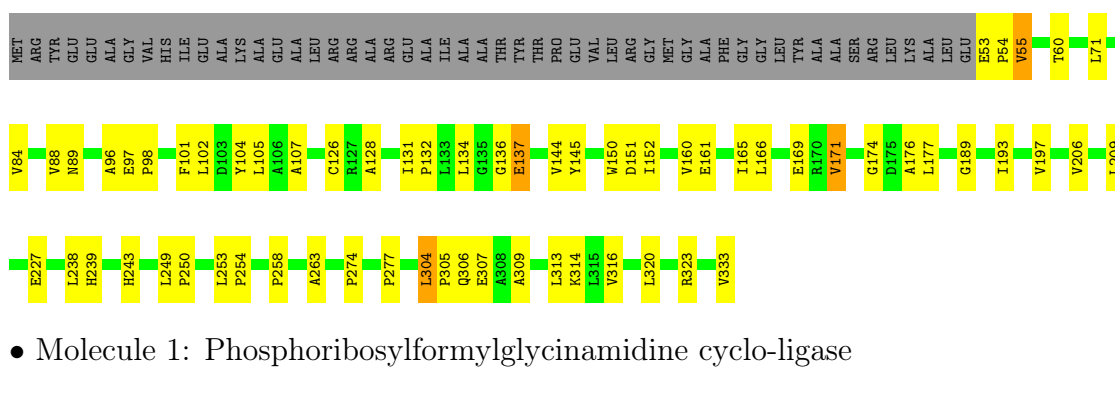 MET ARG TYR GLU GLU ALA GLY VAL HIS ILE GLU ALA LYS ALA GLU ALA LEU ARG ARG ALA ARG GLU ALA ILE ALA ALA THR TYR THR PRO GLU VAL LEU ARG GLY MET GLY ALA PHE GLY GLY LEU TYR ALA ALA SER ARG LEU LYS ALA LEU GLU E53 P54 V55 T60 L71
V84 V88 N89 A96 E97 P98 F101 L102 D103 Y104 L105 A106 A107 C126 R127 A128 I131 P132 L133 L134 G135 G136 E137 V144 Y145 W150 D151 I152 V160 E161 I165 L166 E169 R170 V171 G174 D175 A176 L177 G189 I193 V197 V206
E227 L238 H239 H243 L249 P250 L253 P254 P258 A263 P274 P277 L304 P305 Q306 E307 A308 A309 L313 K314 L315 V316 L320 R323 V333
• Molecule 1: Phosphoribosylformylglycinamidine cyclo-ligase